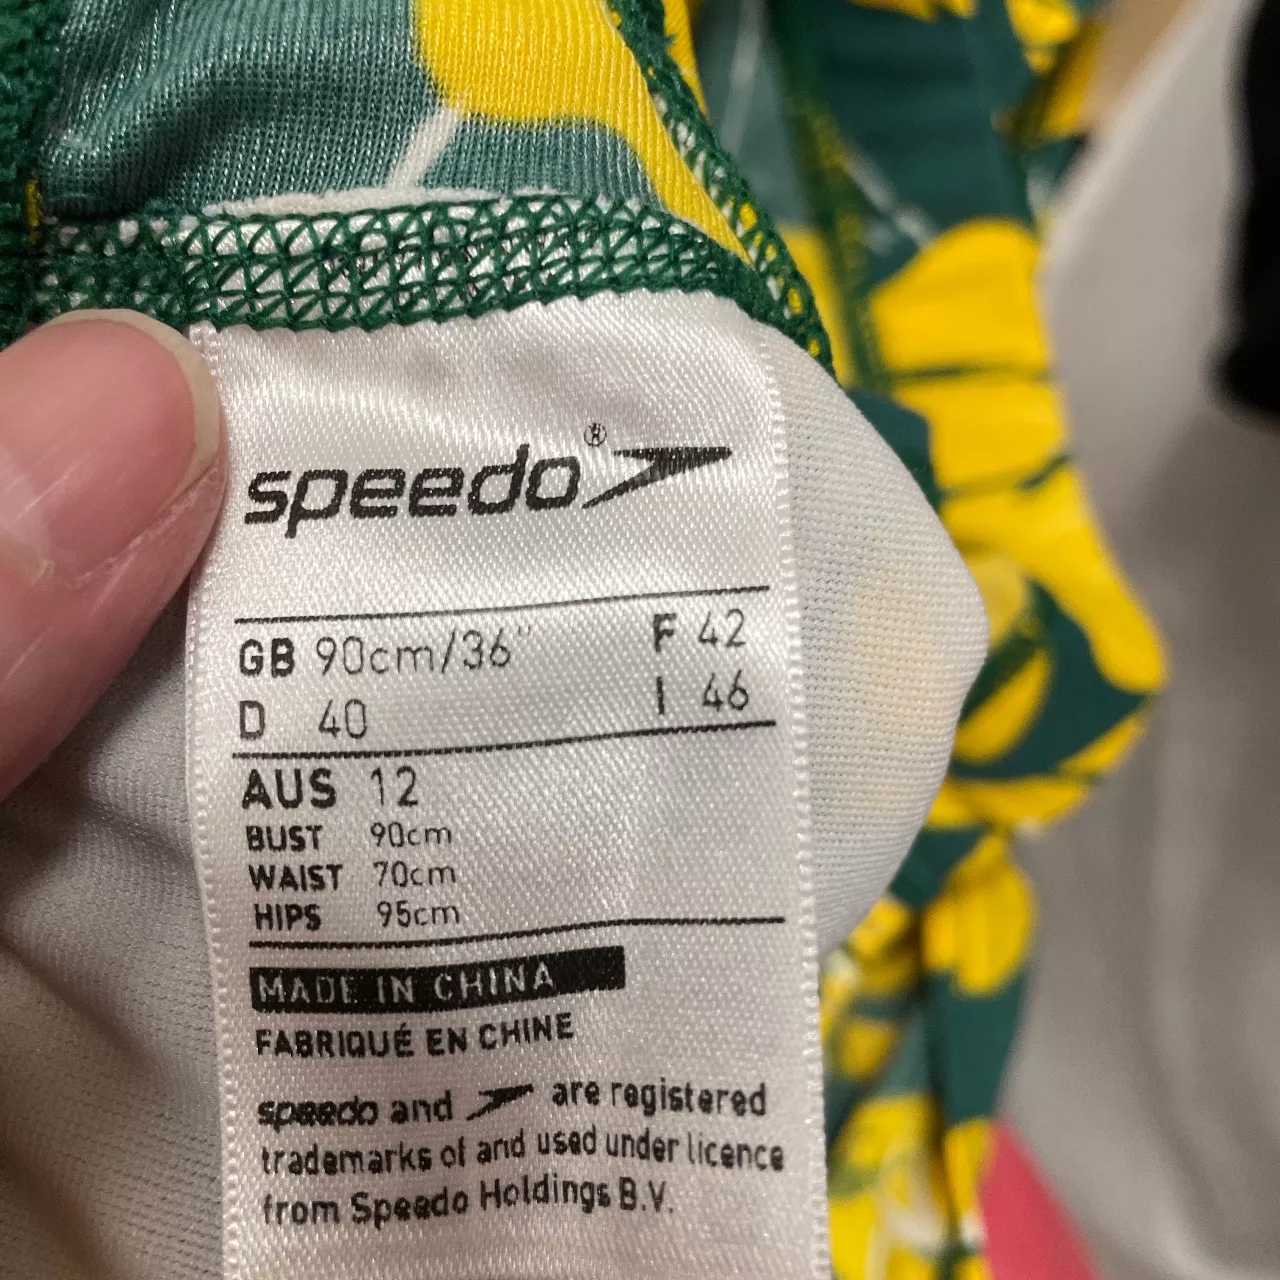 speedo®
GB 90cm/36" F 42
D 40 I 46
AUS 12
BUST 90cm
WAIST 70cm
HIPS 95cm
MADE IN CHINA
FABRIQUÉ EN CHINE
speedo and are registered
trademarks of and used under licence
from Speedo Holdings B.V.